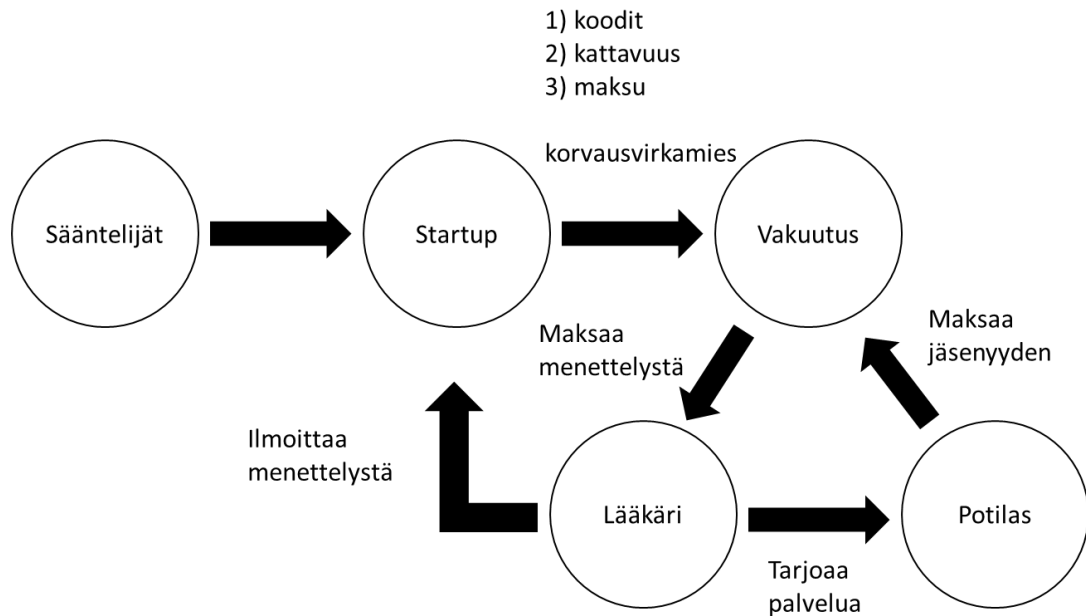 1) koodit
2) kattavuus
3) maksu
korvausvirkamies
Sääntelijät
Startup
Vakuutus
Maksaa
menettelystä
Maksaa
jäsenyyden
Ilmoittaa
menettelystä
Lääkäri
Potilas
Tarjoaa
palvelua